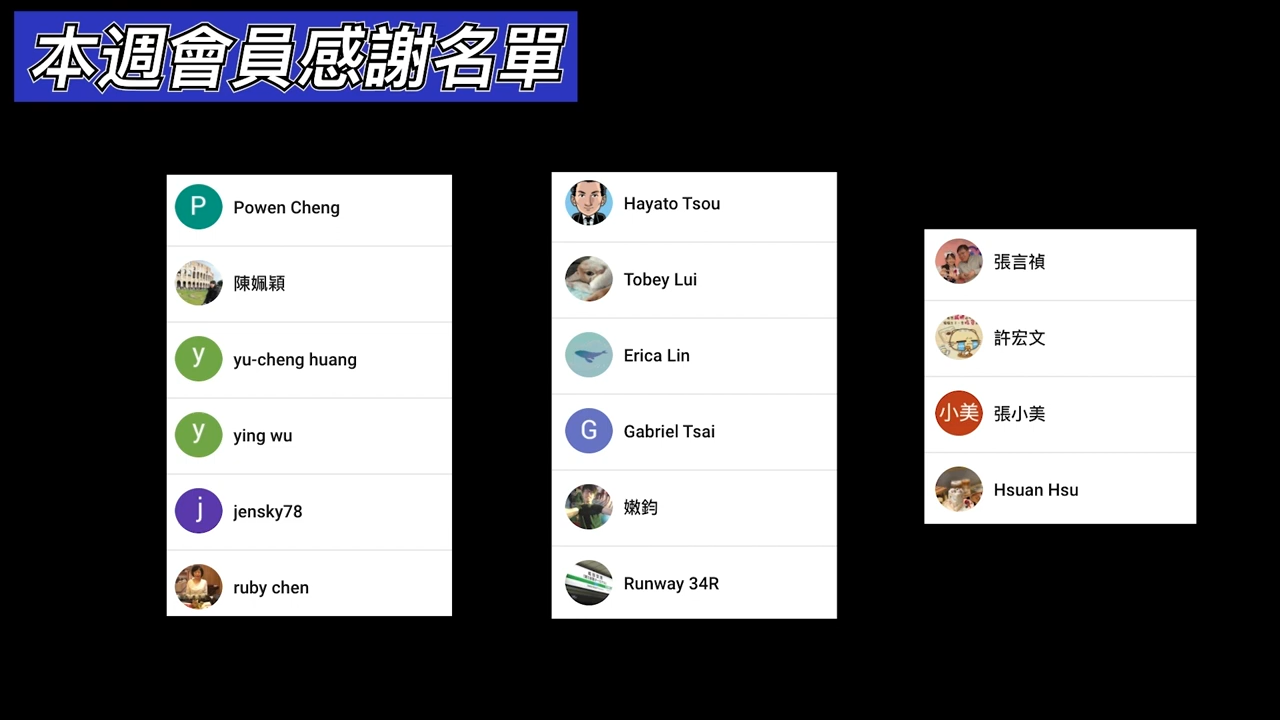 本週會員感謝名單
P
Powen Cheng
陳姵穎
y
yu-cheng huang
y
ying wu
j
jensky78
ruby chen
Hayato Tsou
Tobey Lui
Erica Lin
G
Gabriel Tsai
嫩鈞
Runway 34R
張言禎
許宏文
小美
張小美
Hsuan Hsu